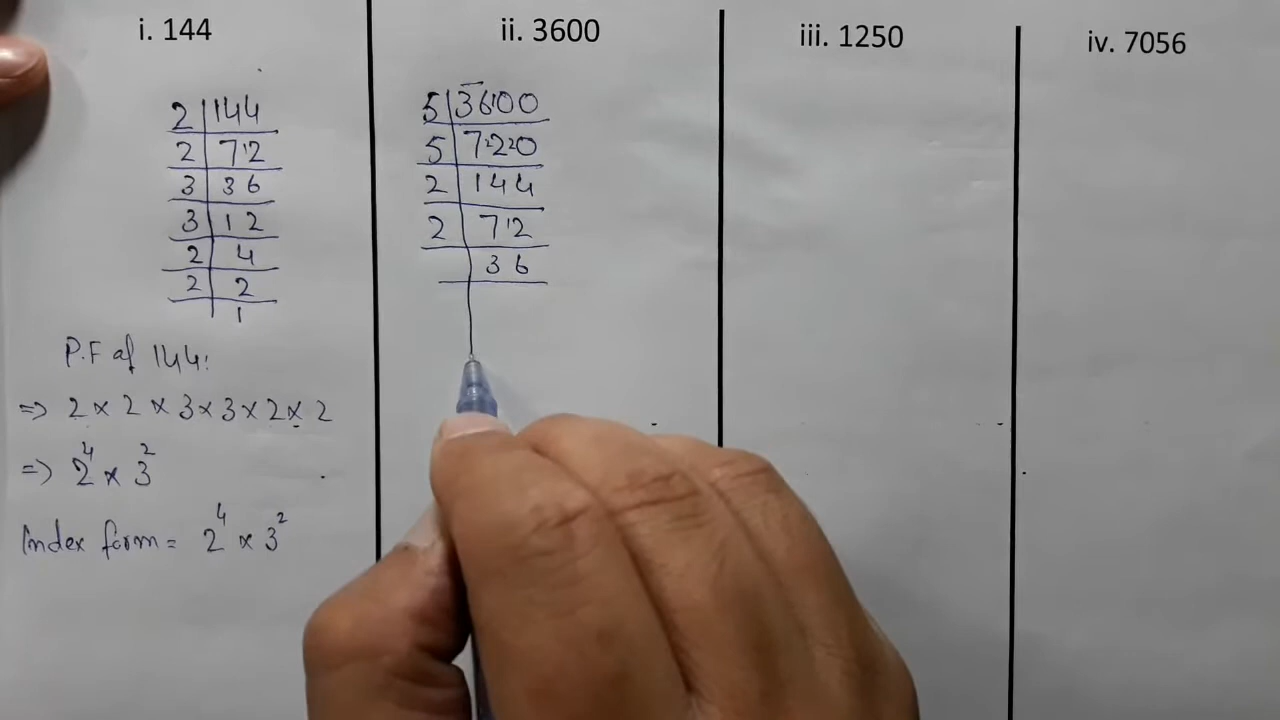 i. 144
2 144
2 72
3 36
3 12
2 4
2 2
1
P.F of 144:
=> 2 × 2 × 3 × 3 × 2 × 2
=> 2⁴ × 3²
Index form = 2⁴ × 3²
ii. 3600
5 3600
5 720
2 144
2 72
36
iii. 1250
iv. 7056